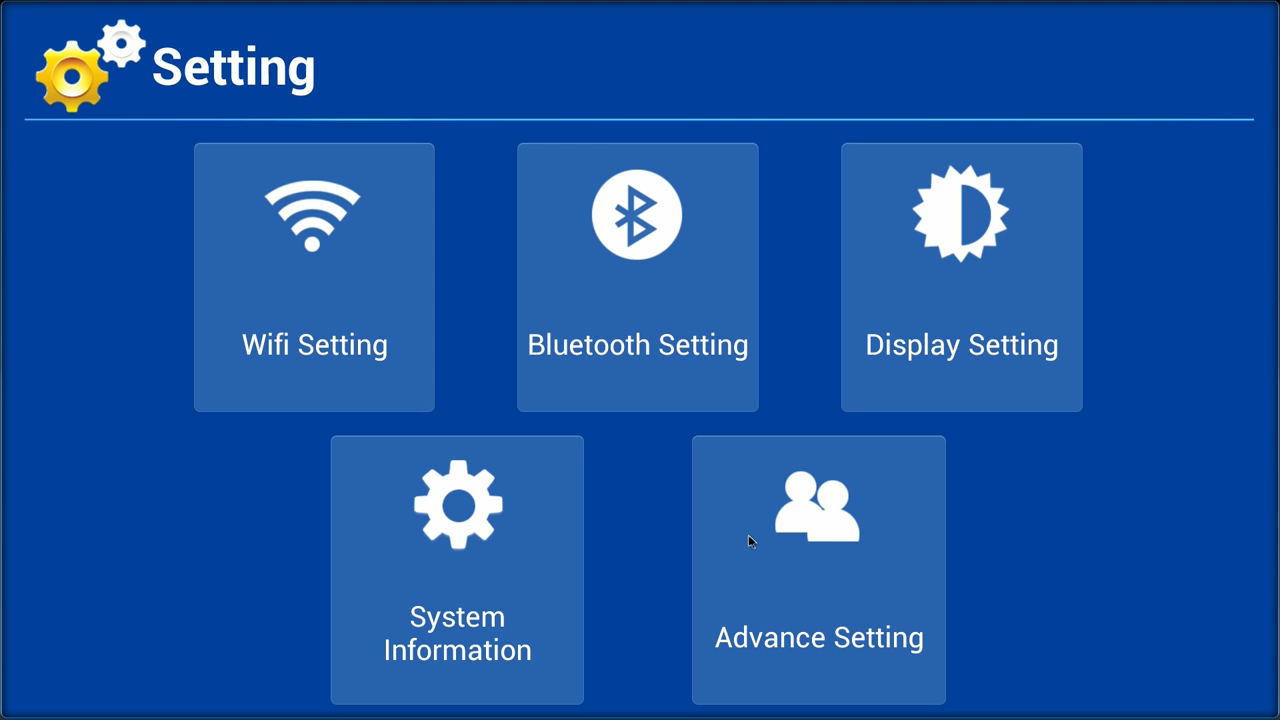 Setting
Wifi Setting
Bluetooth Setting
Display Setting
System
Information
Advance Setting